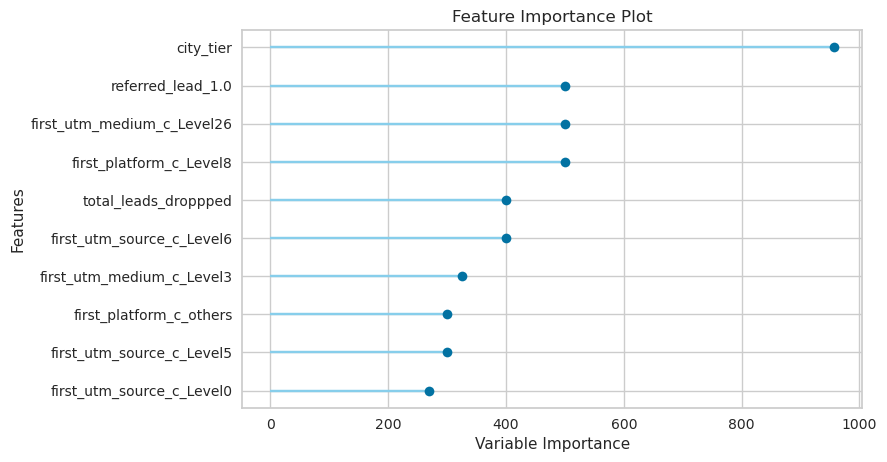 Feature Importance Plot
city_tier
referred_lead_1.0
first_utm_medium_c_Level26
first_platform_c_Level8
total_leads_droppped
first_utm_source_c_Level6
first_utm_medium_c_Level3
first_platform_c_others
first_utm_source_c_Level5
first_utm_source_c_Level0
Features
0 200 400 600 800 1000
Variable Importance